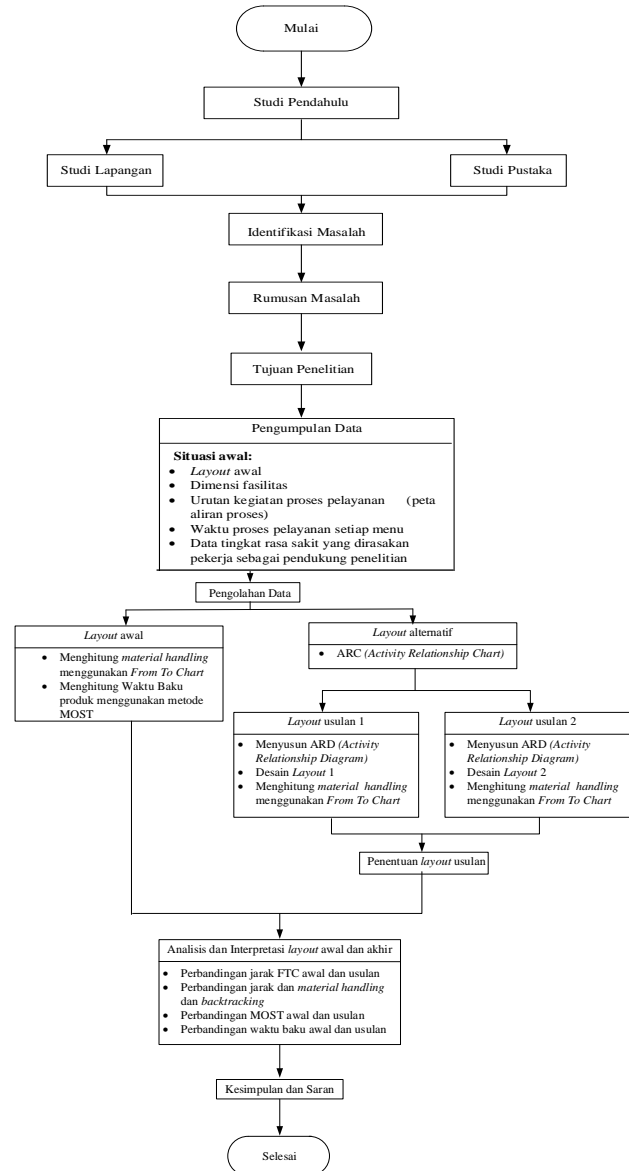 Mulai
Studi Pendahulu
Studi Lapangan
Studi Pustaka
Identifikasi Masalah
Rumusan Masalah
Tujuan Penelitian
Pengumpulan Data
Situasi awal:
• Layout awal
• Dimensi fasilitas
• Urutan kegiatan proses pelayanan (peta
aliran proses)
• Waktu proses pelayanan setiap menu
• Data tingkat rasa sakit yang dirasakan
pekerja sebagai pendukung penelitian
Pengolahan Data
Layout awal
• Menghitung material handling
menggunakan From To Chart
• Menghitung Waktu Baku
produk menggunakan metode
MOST
Layout alternatif
• ARC (Activity Relationship Chart)
Layout usulan 1
• Menyusun ARD (Activity
Relationship Diagram)
• Desain Layout 1
• Menghitung material handling
menggunakan From To Chart
Layout usulan 2
• Menyusun ARD (Activity
Relationship Diagram)
• Desain Layout 2
• Menghitung material handling
menggunakan From To Chart
Penentuan layout usulan
Analisis dan Interpretasi layout awal dan akhir
• Perbandingan jarak FTC awal dan usulan
• Perbandingan jarak dan material handling
dan backtracking
• Perbandingan MOST awal dan usulan
• Perbandingan waktu baku awal dan usulan
Kesimpulan dan Saran
Selesai